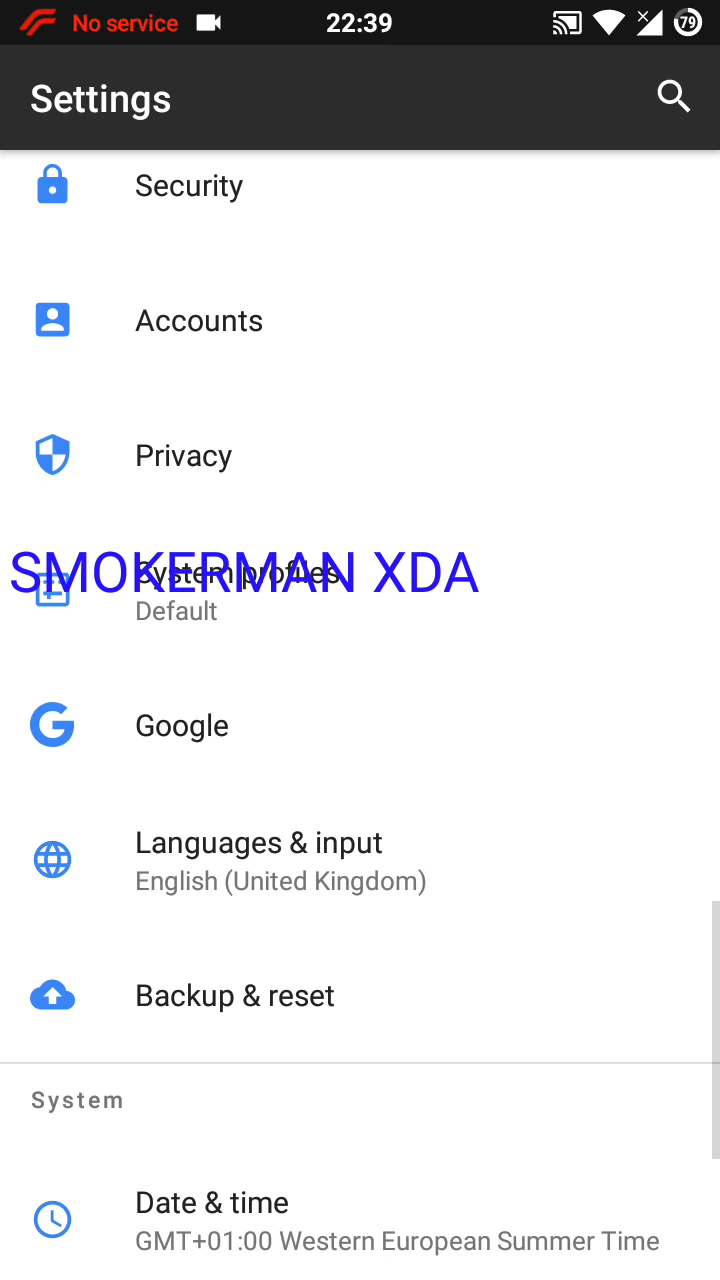 No service 22:39 79
Settings
Security
Accounts
Privacy
System profiles
SMOKERMAN XDA
Default
Google
Languages & input
English (United Kingdom)
Backup & reset
System
Date & time
GMT+01:00 Western European Summer Time